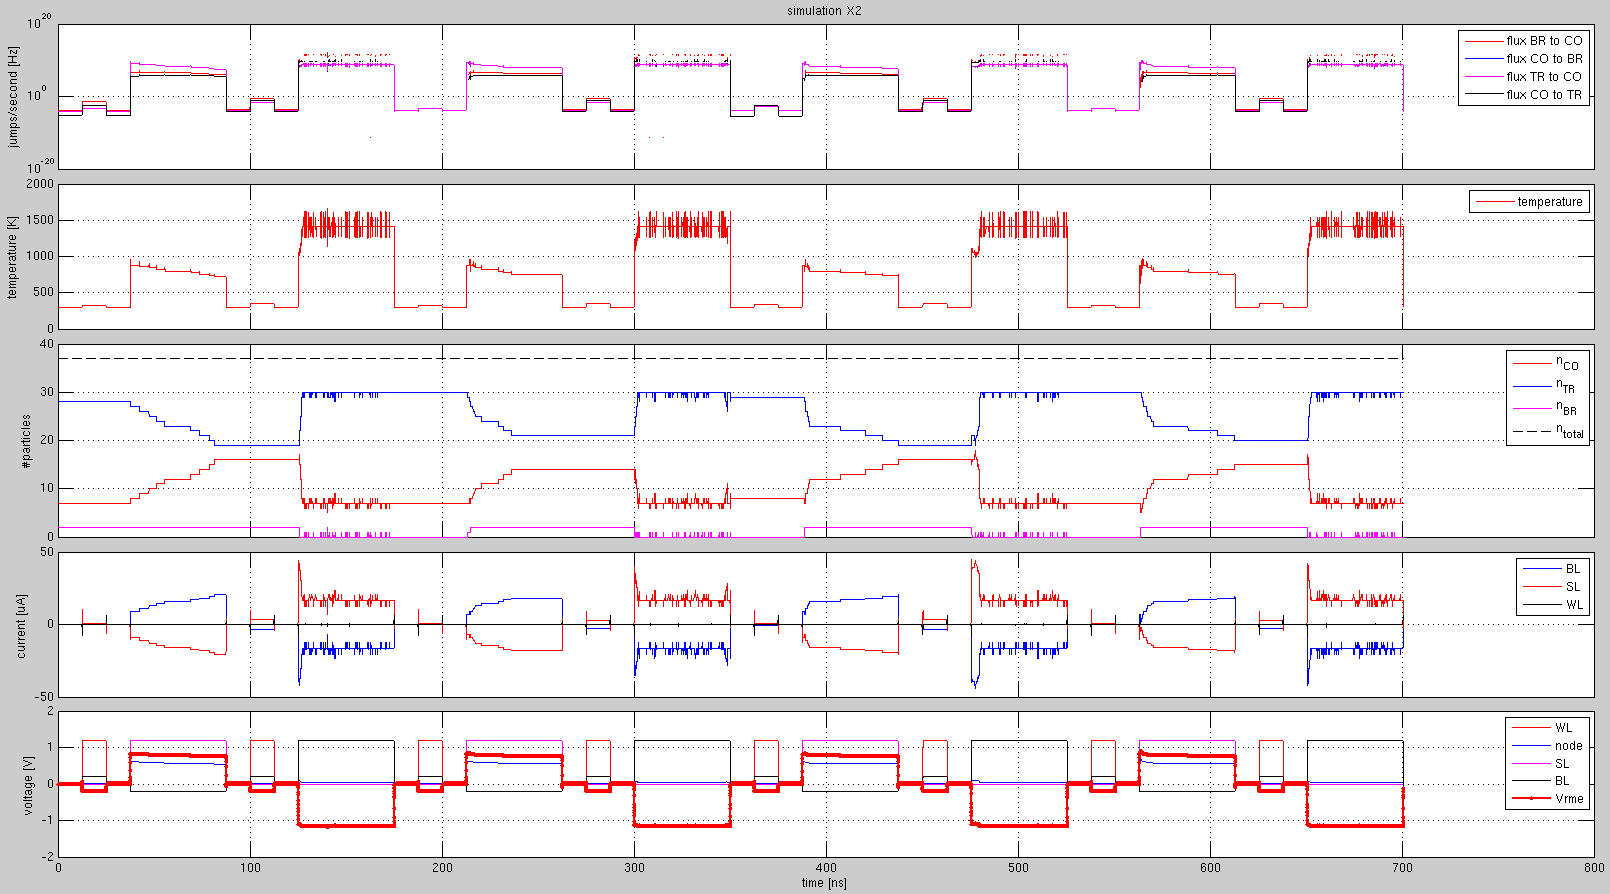 simulation X2
jumps/second [Hz]
10^20
10^0
10^-20
flux BR to CO
flux CO to BR
flux TR to CO
flux CO to TR
temperature [K]
2000
1500
1000
500
0
temperature
#particles
40
30
20
10
0
n_CO
n_TR
n_BR
n_total
current [uA]
50
0
-50
BL
SL
WL
voltage [V]
2
1
0
-1
-2
WL
node
SL
BL
Vrme
0 100 200 300 400 500 600 700 800
time [ns]